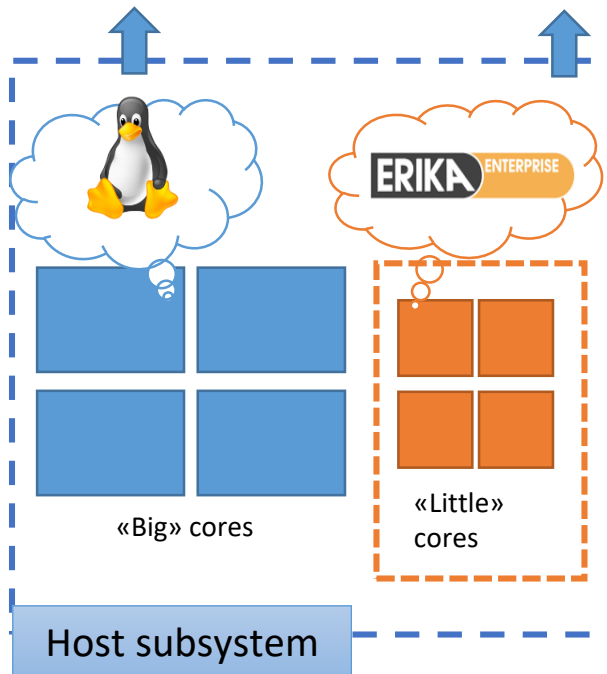 ERIKA ENTERPRISE
«Big» cores
«Little»
cores
Host subsystem